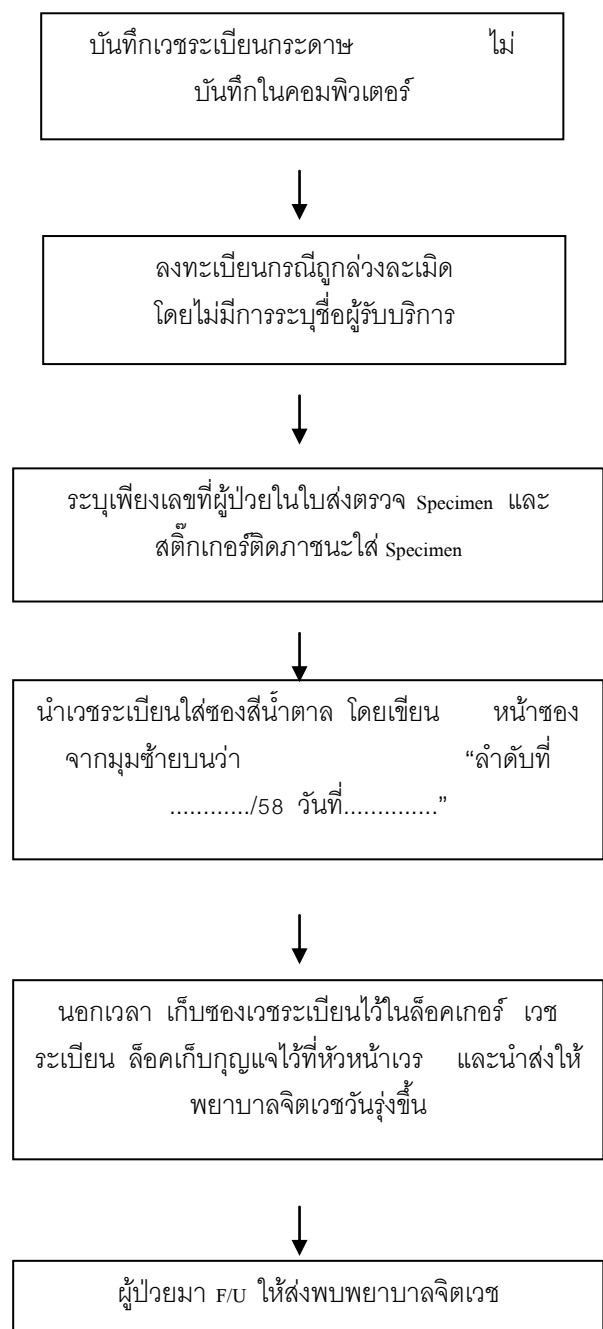 บันทึกเวชระเบียนกระดาษ ไม่
บันทึกในคอมพิวเตอร์
ลงทะเบียนกรณีถูกล่วงละเมิด
โดยไม่มีการระบุชื่อผู้รับบริการ
ระบุเพียงเลขที่ผู้ป่วยในใบส่งตรวจ Specimen และ
สติ๊กเกอร์ติดภาชนะใส่ Specimen
นำเวชระเบียนใส่ซองสีน้ำตาล โดยเขียน หน้าซอง
จากมุมซ้ายบนว่า “ลำดับที่
............/58 วันที่..............”
นอกเวลา เก็บซองเวชระเบียนไว้ในล็อคเกอร์ เวช
ระเบียน ล็อคเก็บกุญแจไว้ที่หัวหน้าเวร และนำส่งให้
พยาบาลจิตเวชวันรุ่งขึ้น
ผู้ป่วยมา F/U ให้ส่งพบพยาบาลจิตเวช